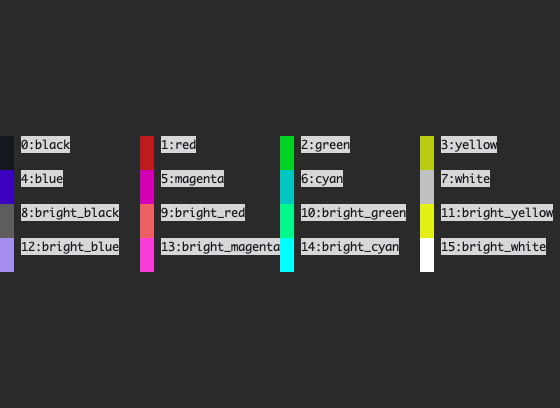 0:black 1:red 2:green 3:yellow
4:blue 5:magenta 6:cyan 7:white
8:bright_black 9:bright_red 10:bright_green 11:bright_yellow
12:bright_blue 13:bright_magenta 14:bright_cyan 15:bright_white